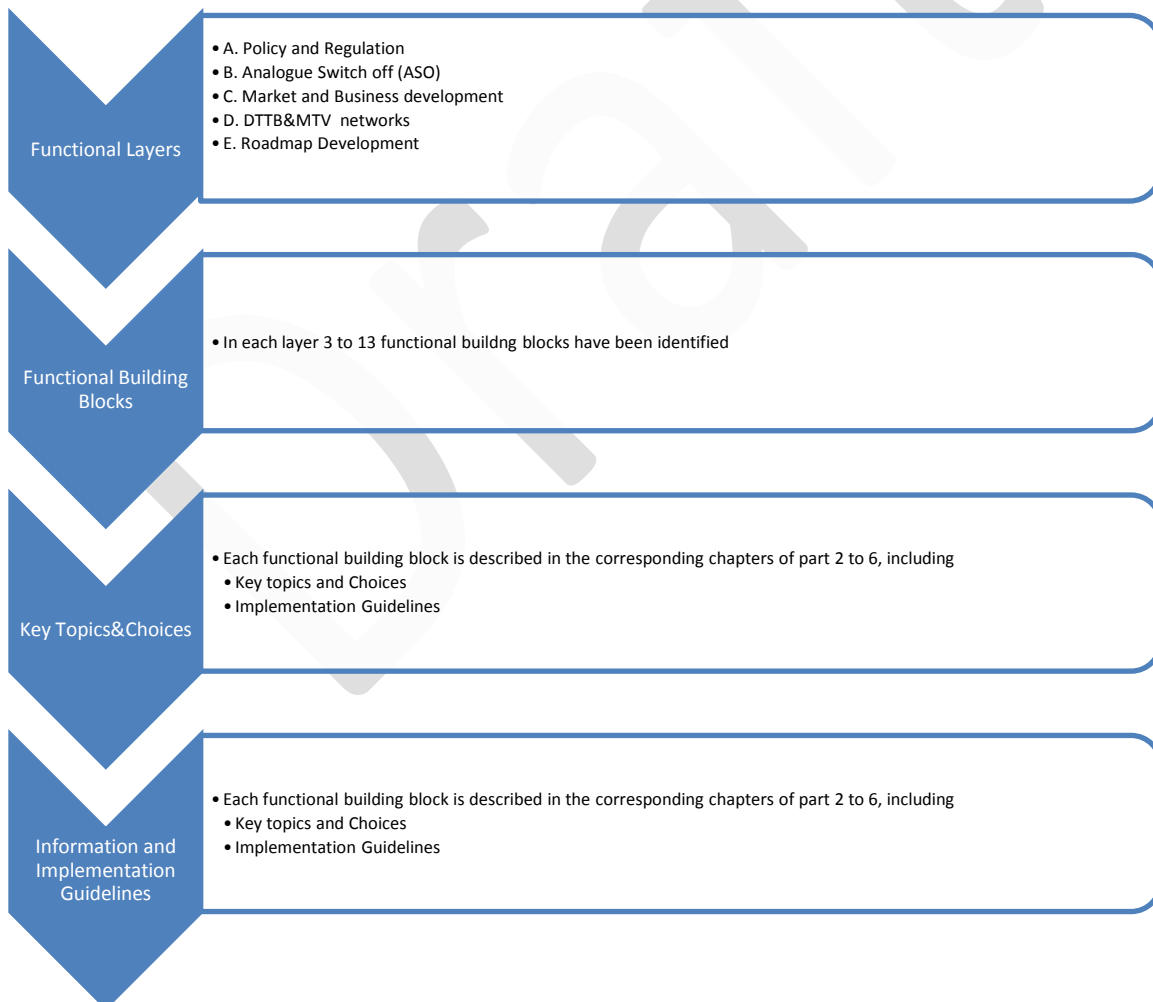 Functional Layers
• A. Policy and Regulation
• B. Analogue Switch off (ASO)
• C. Market and Business development
• D. DTTB&MTV networks
• E. Roadmap Development
Functional Building
Blocks
• In each layer 3 to 13 functional buildng blocks have been identified
Key Topics&Choices
• Each functional building block is described in the corresponding chapters of part 2 to 6, including
• Key topics and Choices
• Implementation Guidelines
Information and
Implementation
Guidelines
• Each functional building block is described in the corresponding chapters of part 2 to 6, including
• Key topics and Choices
• Implementation Guidelines
Draft